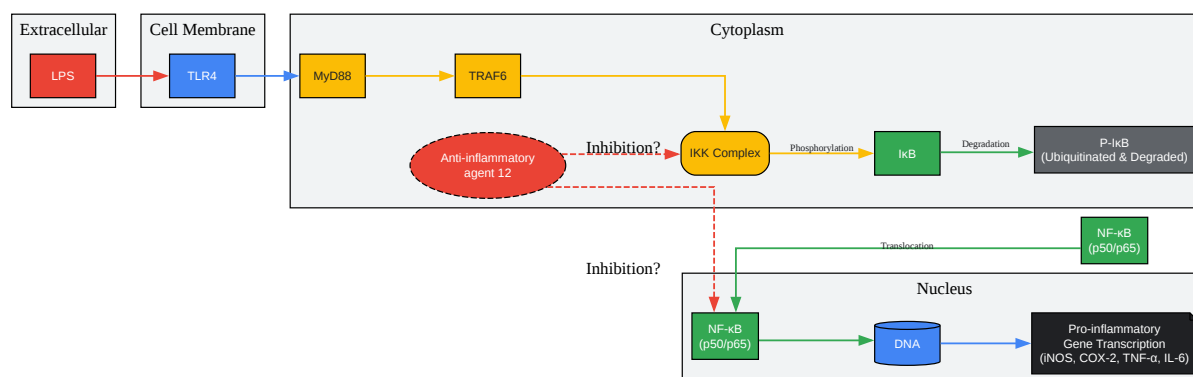 Extracellular
Cell Membrane
Cytoplasm
LPS
TLR4
MyD88
TRAF6
Anti-inflammatory
agent 12
Inhibition?
IKK Complex
Phosphorylation
IκB
Degradation
P-IκB
(Ubiquitinated & Degraded)
NF-κB
(p50/p65)
Translocation
Inhibition?
Nucleus
NF-κB
(p50/p65)
DNA
Pro-inflammatory
Gene Transcription
(iNOS, COX-2, TNF-α, IL-6)